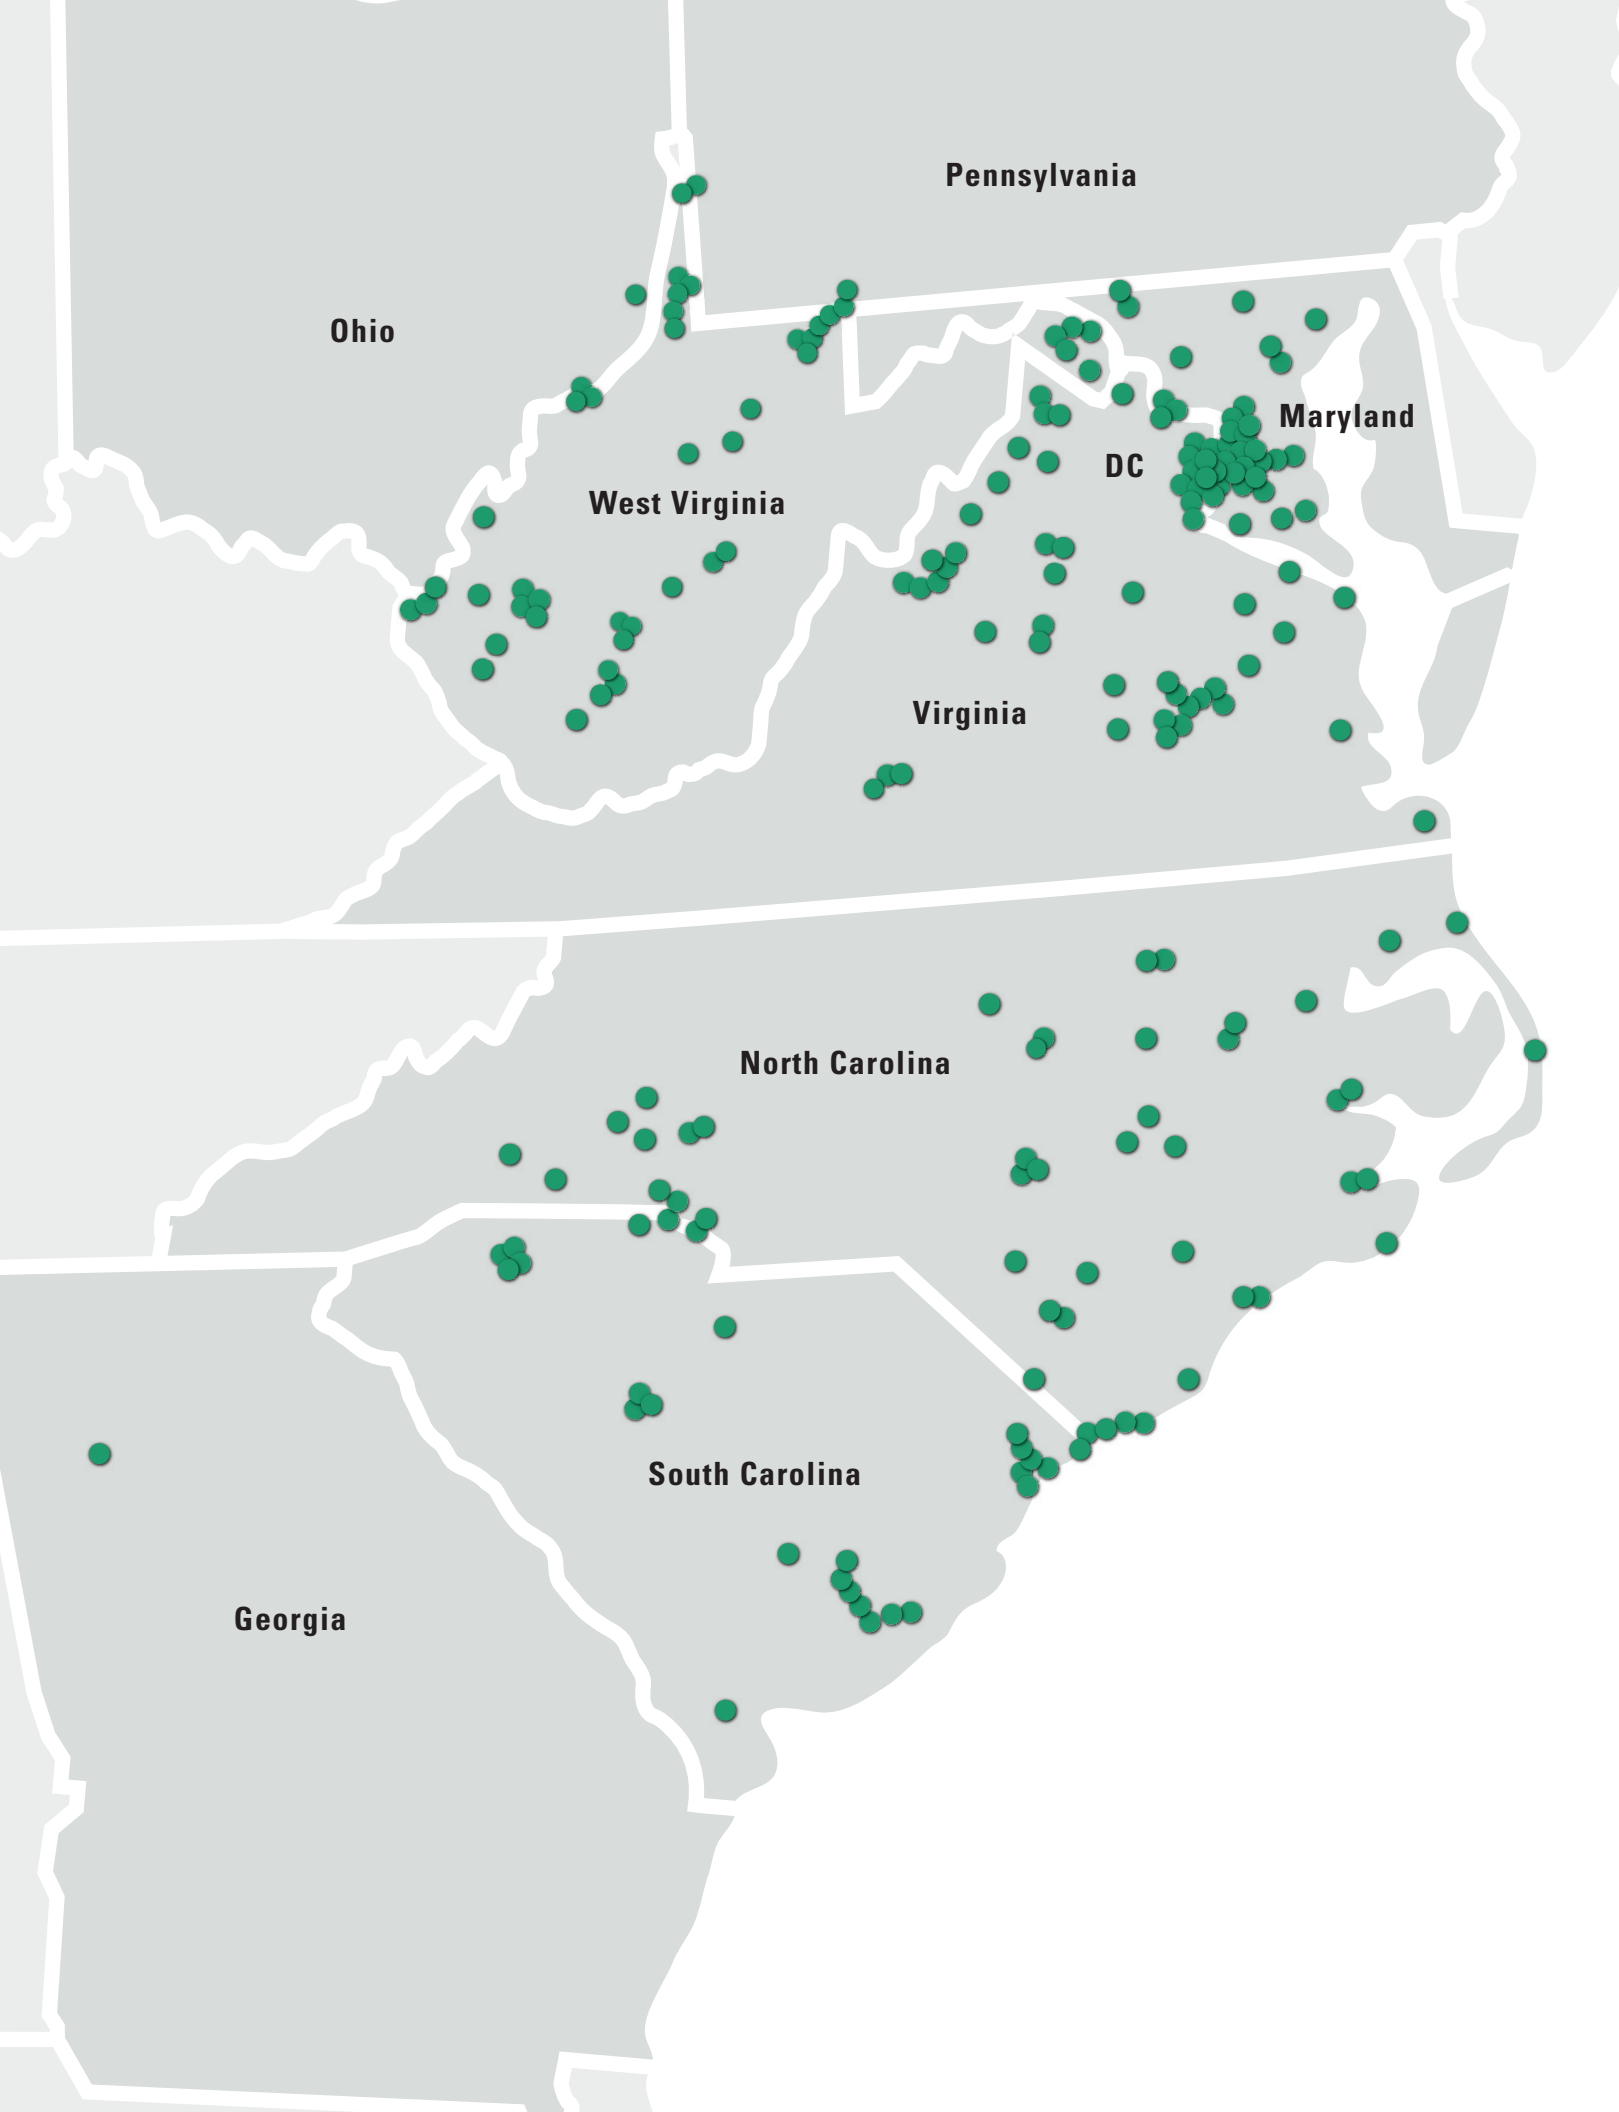 Pennsylvania
Ohio
Maryland
DC
West Virginia
Virginia
North Carolina
South Carolina
Georgia